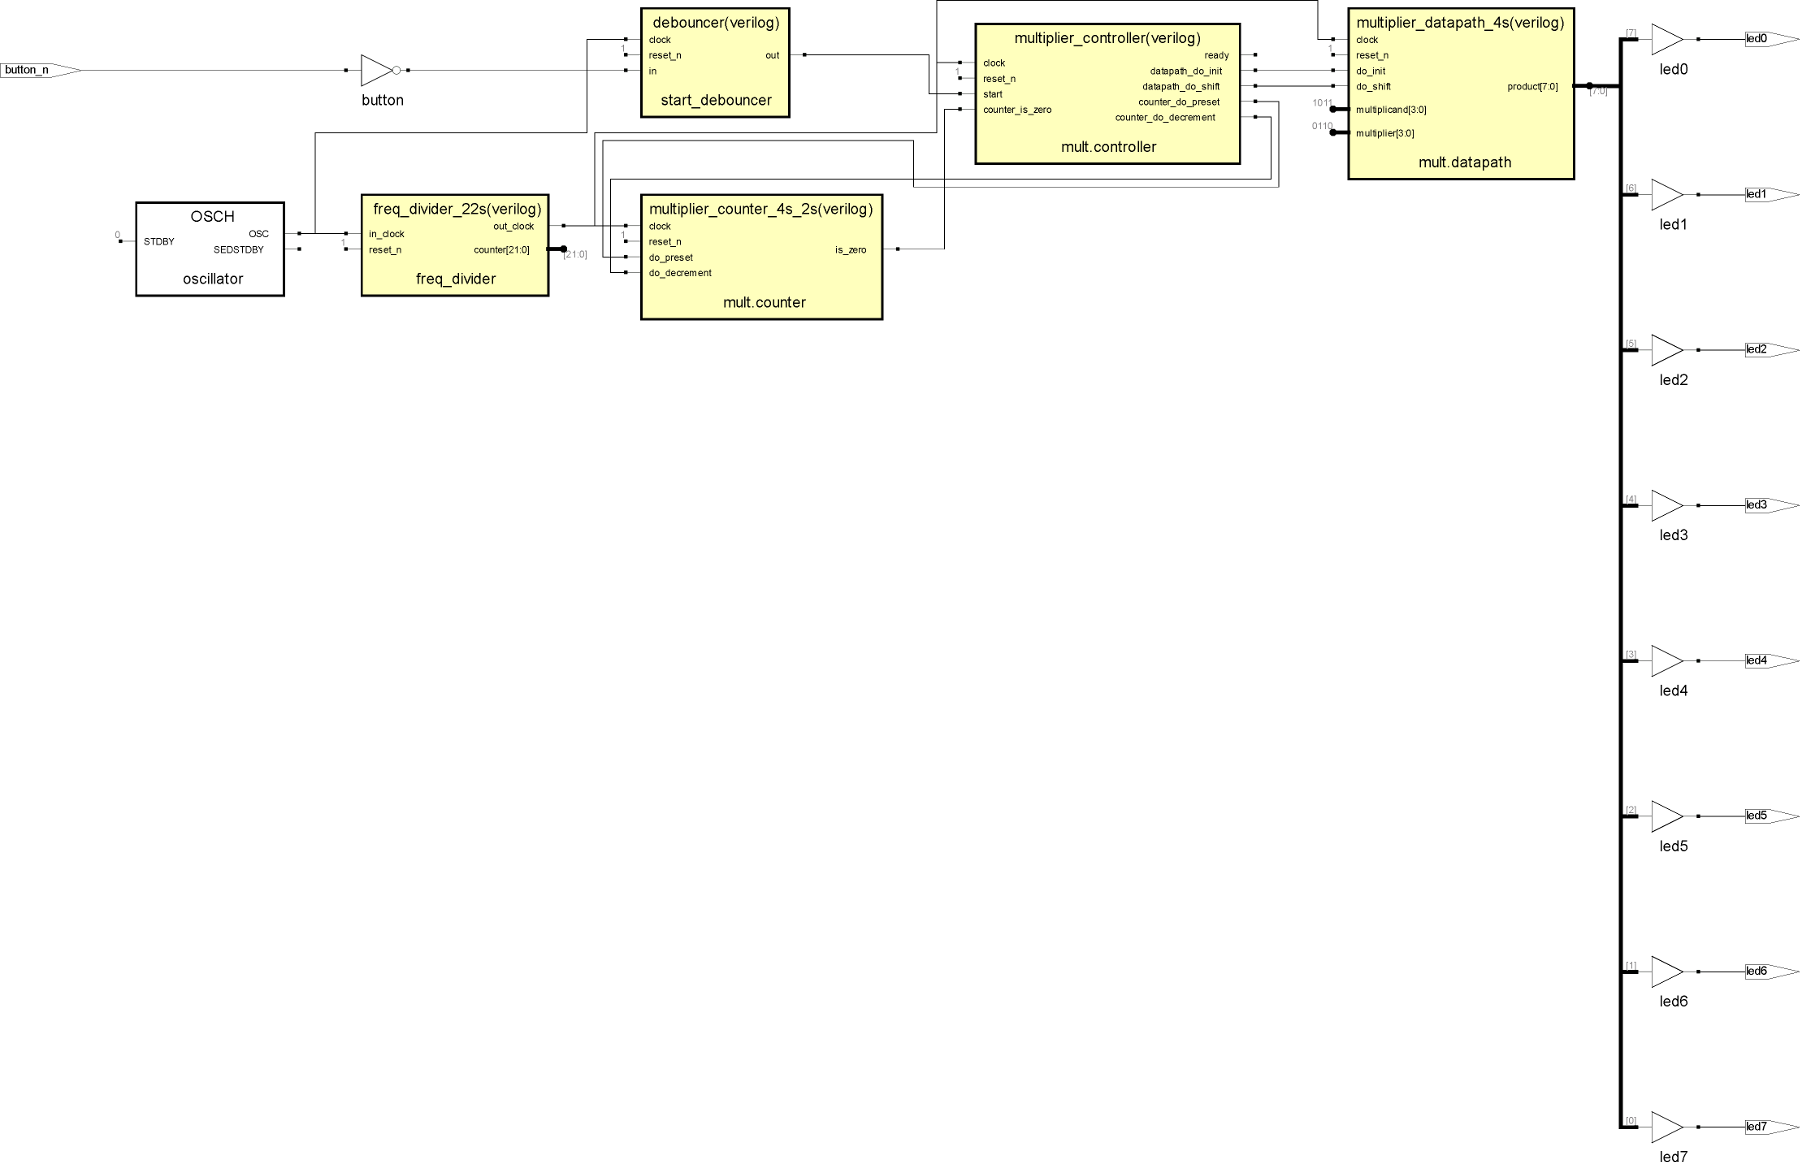 button_n
button
debouncer(verilog)
clock
1
reset_n
in
out
start_debouncer
multiplier_controller(verilog)
clock
1
reset_n
start
counter_is_zero
ready
datapath_do_init
datapath_do_shift
counter_do_preset
counter_do_decrement
mult.controller
multiplier_datapath_4s(verilog)
clock
1
reset_n
do_init
do_shift
1011
multiplicand[3:0]
0110
multiplier[3:0]
product[7:0]
[7:0]
mult.datapath
0
OSCH
STDBY
OSC
SEDSTDBY
oscillator
freq_divider_22s(verilog)
in_clock
1
reset_n
out_clock
counter[21:0]
[21:0]
freq_divider
multiplier_counter_4s_2s(verilog)
clock
1
reset_n
do_preset
do_decrement
is_zero
mult.counter
[7]
led0
led0
[6]
led1
led1
[5]
led2
led2
[4]
led3
led3
[3]
led4
led4
[2]
led5
led5
[1]
led6
led6
[0]
led7
led7